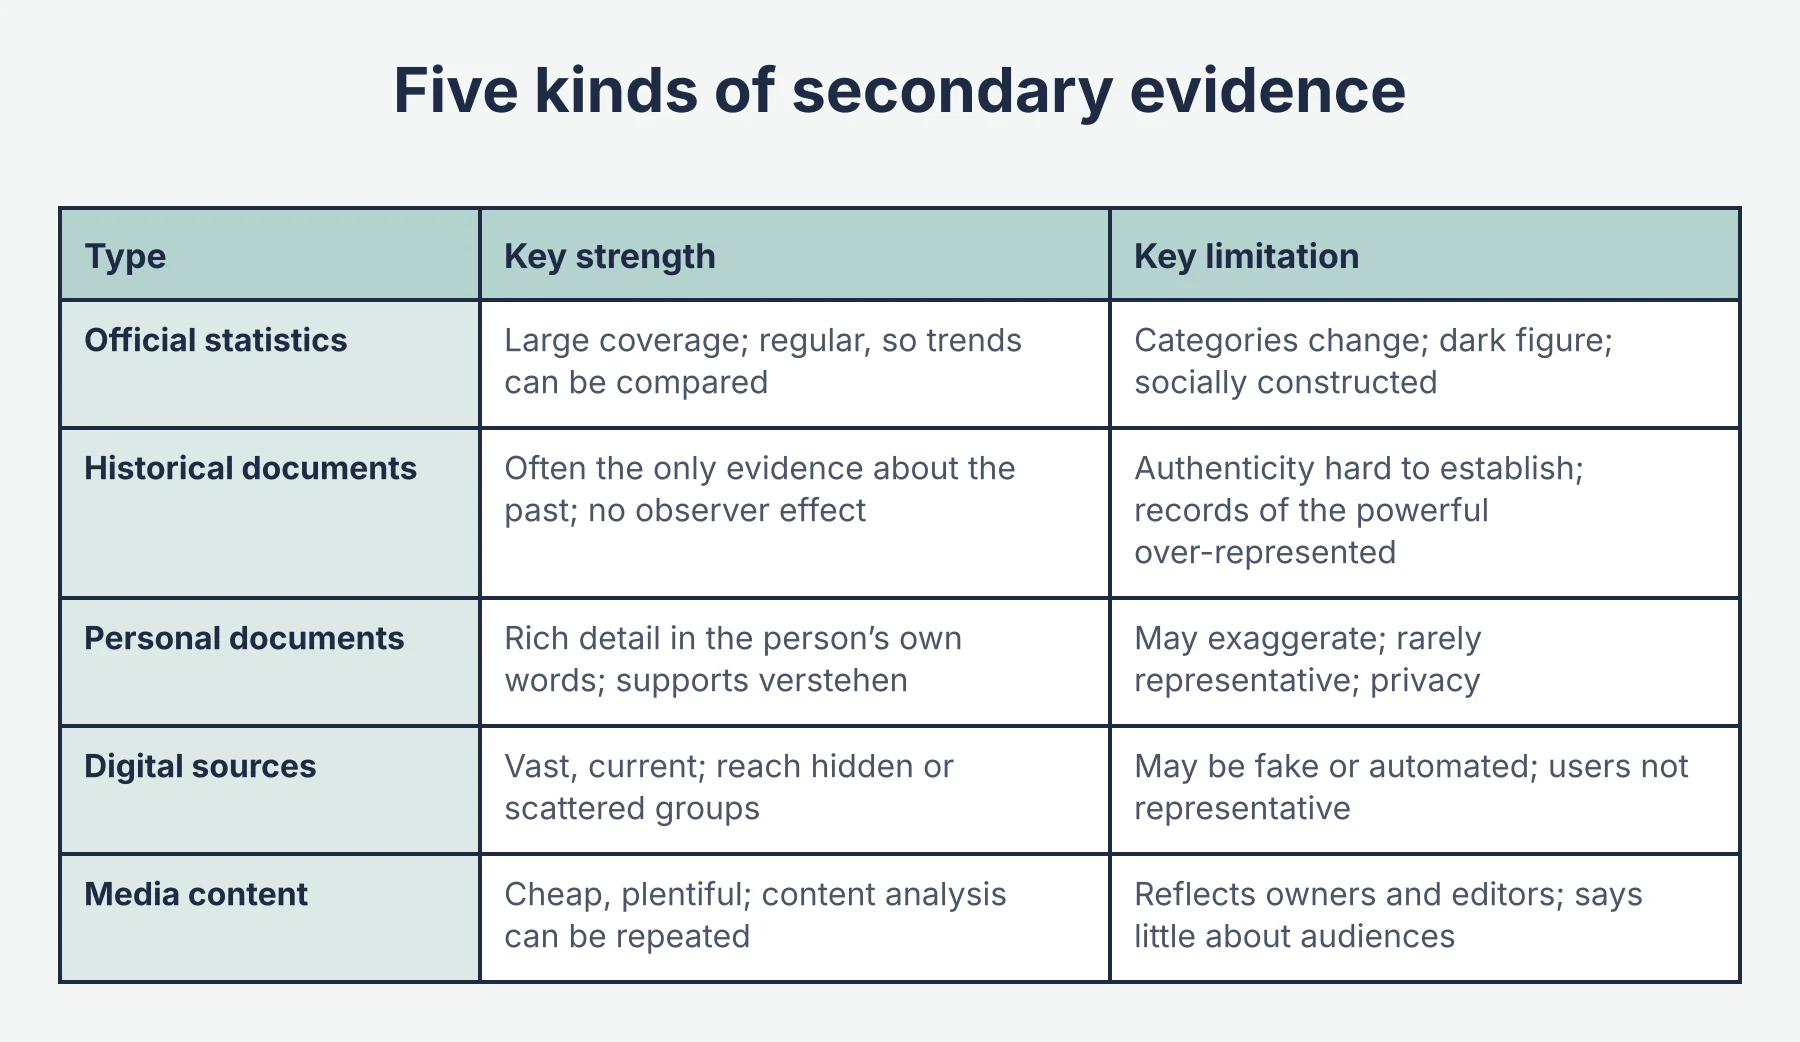 Five kinds of secondary evidence
Type
Key strength
Key limitation
Official statistics
Large coverage; regular, so trends
can be compared
Categories change; dark figure;
socially constructed
Historical documents
Often the only evidence about the
past; no observer effect
Authenticity hard to establish;
records of the powerful
over-represented
Personal documents
Rich detail in the person’s own
words; supports verstehen
May exaggerate; rarely
representative; privacy
Digital sources
Vast, current; reach hidden or
scattered groups
May be fake or automated; users not
representative
Media content
Cheap, plentiful; content analysis
can be repeated
Reflects owners and editors; says
little about audiences